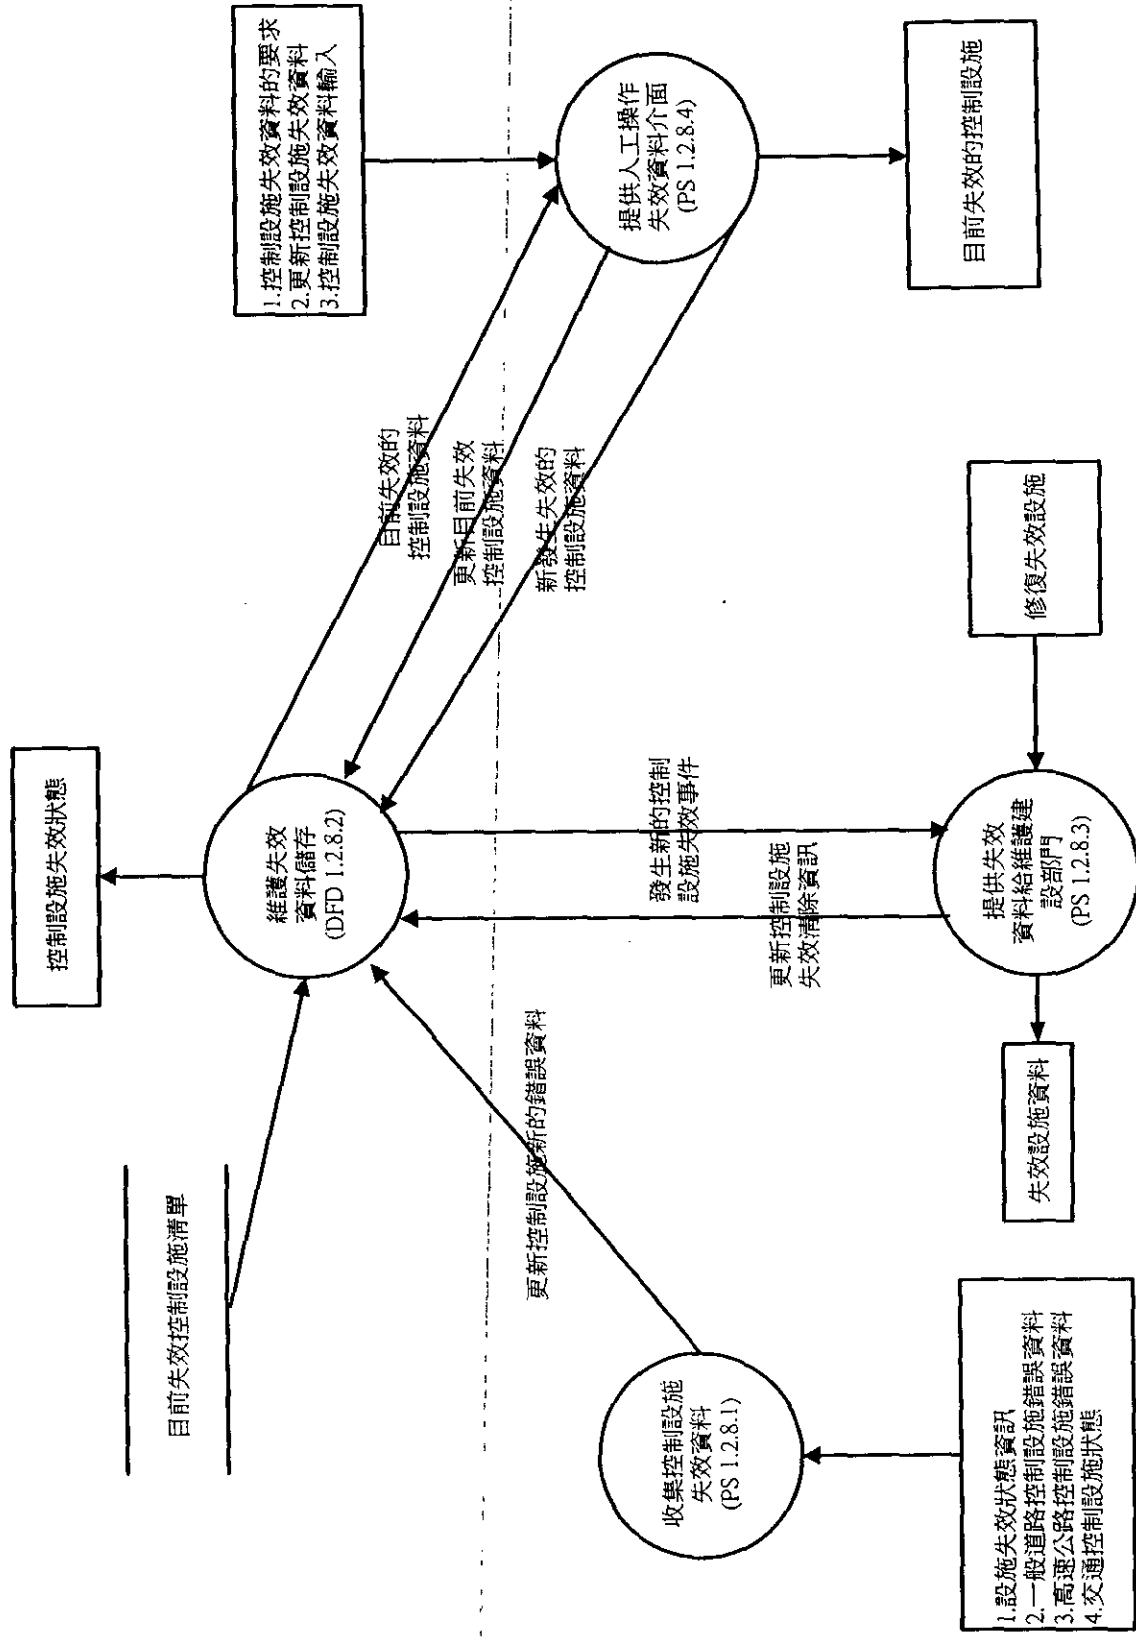 控制設施失效狀態
目前失效控制設施清單
維護失效
資料儲存
(DFD 1.2.8.2)
1.控制設施失效資料的要求
2.更新控制設施失效資料
3.控制設施失效資料輸入
目前失效的
控制設施資料
更新目前失效
控制設施資料
新發生失效的
控制設施資料
提供人工操作
失效資料介面
(PS 1.2.8.4)
目前失效的控制設施
更新控制設施新的錯誤資料
發生新的控制
設施失效事件
更新控制設施
失效清除資訊
收集控制設施
失效資料
(PS 1.2.8.1)
1.設施失效狀態資訊
2.一般道路控制設施錯誤資料
3.高速公路控制設施錯誤資料
4.交通控制設施狀態
失效設施資料
提供失效
資料給維護建
設部門
(PS 1.2.8.3)
修復失效設施